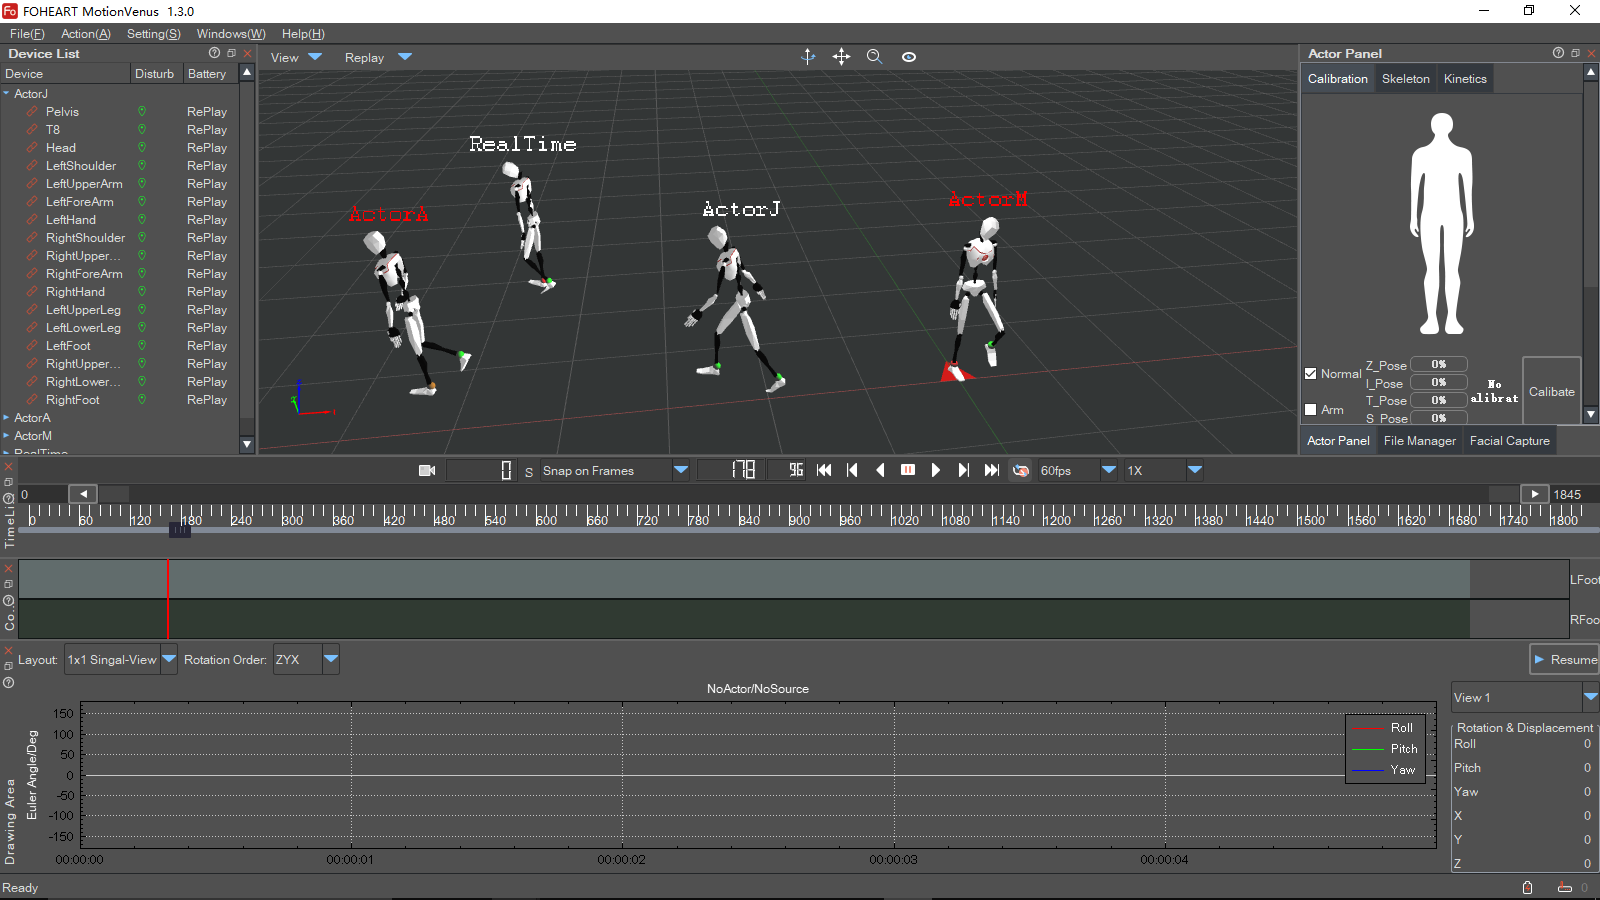 FOHEART MotionVenus 1.3.0
File(F) Action(A) Setting(S) Windows(W) Help(H)
Device List
Device Disturb Battery
ActorJ
Pelvis RePlay
T8 RePlay
Head RePlay
LeftShoulder RePlay
LeftUpperArm RePlay
LeftForeArm RePlay
LeftHand RePlay
RightShoulder RePlay
RightUpper... RePlay
RightForeArm RePlay
RightHand RePlay
LeftUpperLeg RePlay
LeftLowerLeg RePlay
LeftFoot RePlay
RightUpper... RePlay
RightLower... RePlay
RightFoot RePlay
ActorA
ActorM
RealTime
View Replay
RealTime
ActorA
ActorJ
ActorM
Actor Panel
Calibration Skeleton Kinetics
Normal
Arm
Z_Pose 0%
I_Pose 0%
T_Pose 0%
S_Pose 0%
No
alibrat
Calibate
Actor Panel File Manager Facial Capture
0 S Snap on Frames 178 96 60fps 1X
TimeLi
0 1845
0 60 120 180 240 300 360 420 480 540 600 660 720 780 840 900 960 1020 1080 1140 1200 1260 1320 1380 1440 1500 1560 1620 1680 1740 1800
Co...
LFoot
RFoo
Layout: 1x1 Singal-View Rotation Order: ZYX
Resume
NoActor/NoSource
Drawing Area
Euler Angle/Deg
150
100
50
0
-50
-100
-150
00:00:00 00:00:01 00:00:02 00:00:03 00:00:04
Roll
Pitch
Yaw
View 1
Rotation & Displacement
Roll 0
Pitch 0
Yaw 0
X 0
Y 0
Z 0
Ready
0